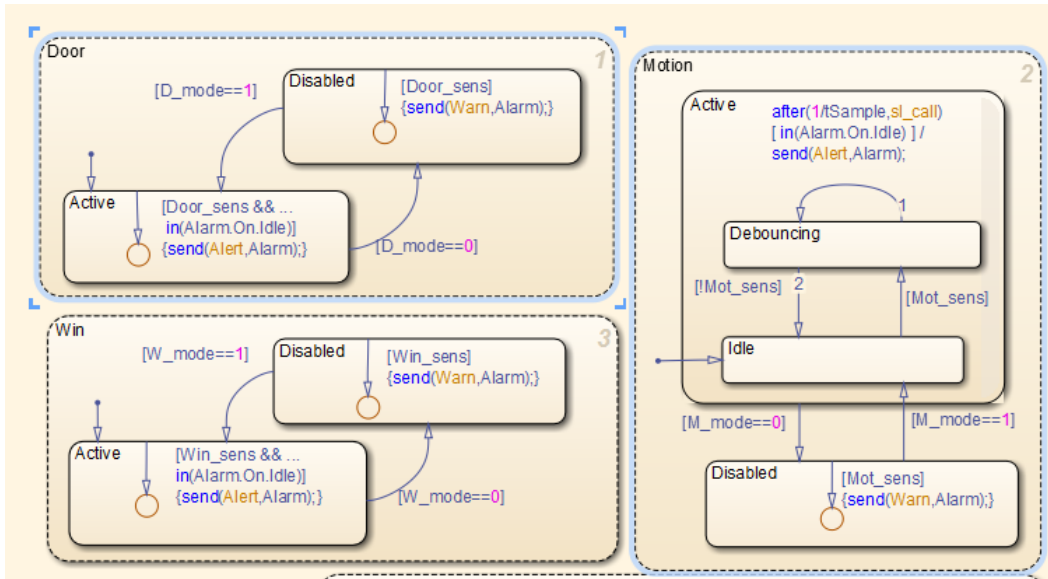 Door
1
[D_mode==1]
Disabled
[Door_sens]
{send(Warn,Alarm);}
Active
[Door_sens && ...
in(Alarm.On.Idle)]
{send(Alert,Alarm);}
[D_mode==0]
Win
3
[W_mode==1]
Disabled
[Win_sens]
{send(Warn,Alarm);}
Active
[Win_sens && ...
in(Alarm.On.Idle)]
{send(Alert,Alarm);}
[W_mode==0]
Motion
2
Active
after(1/tSample,sl_call)
[ in(Alarm.On.Idle) ] /
send(Alert,Alarm);
1
Debouncing
[!Mot_sens]
2
[Mot_sens]
Idle
[M_mode==0]
[M_mode==1]
Disabled
[Mot_sens]
{send(Warn,Alarm);}